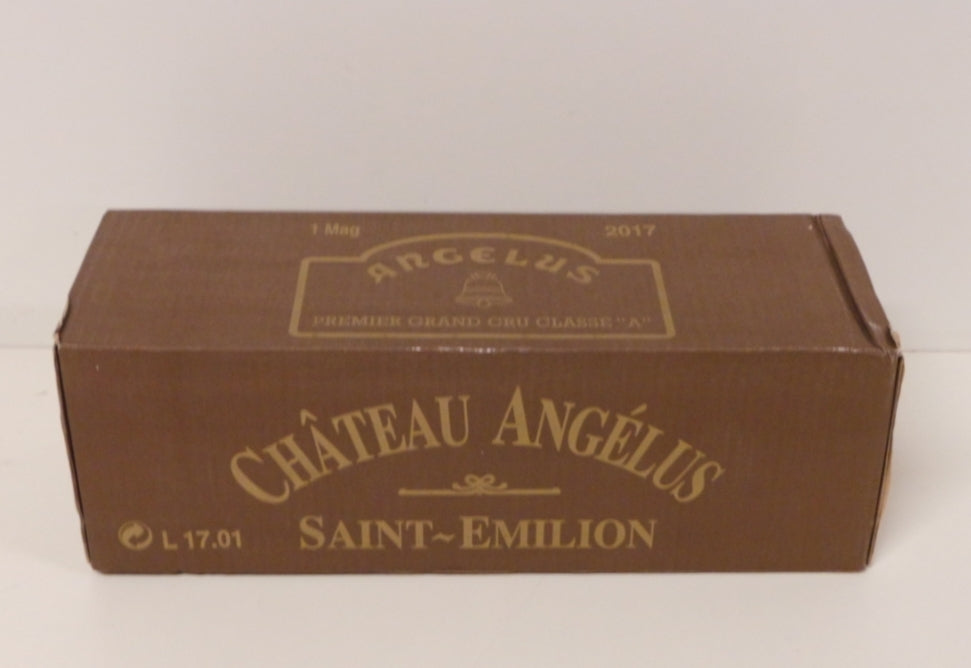 1 Mag 2017
ANGELUS
PREMIER GRAND CRU CLASSÉ "A"
CHÂTEAU ANGÉLUS
SAINT~EMILION
L 17.01